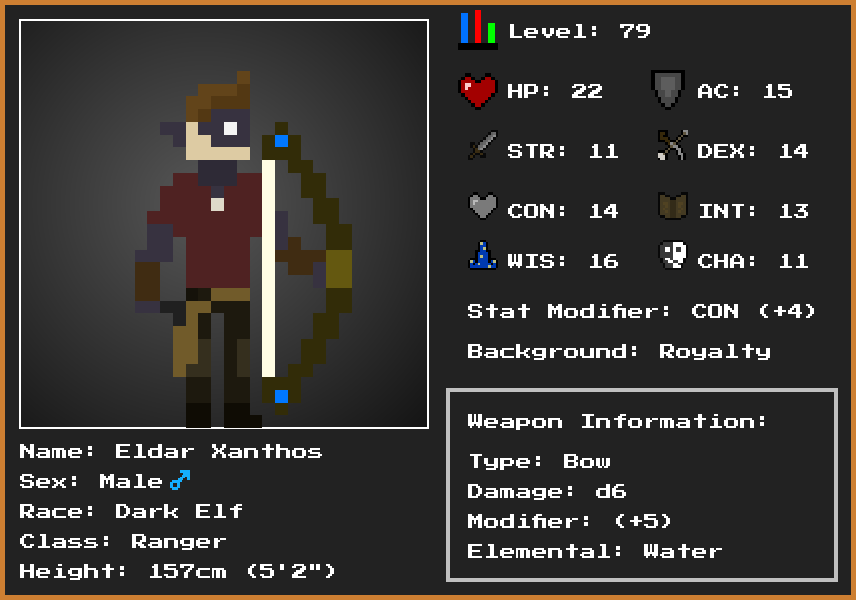 Level: 79
HP: 22 AC: 15
STR: 11 DEX: 14
CON: 14 INT: 13
WIS: 16 CHA: 11
Stat Modifier: CON (+4)
Background: Royalty
Weapon Information:
Type: Bow
Damage: d6
Modifier: (+5)
Elemental: Water
Name: Eldar Xanthos
Sex: Male ♂
Race: Dark Elf
Class: Ranger
Height: 157cm (5'2")